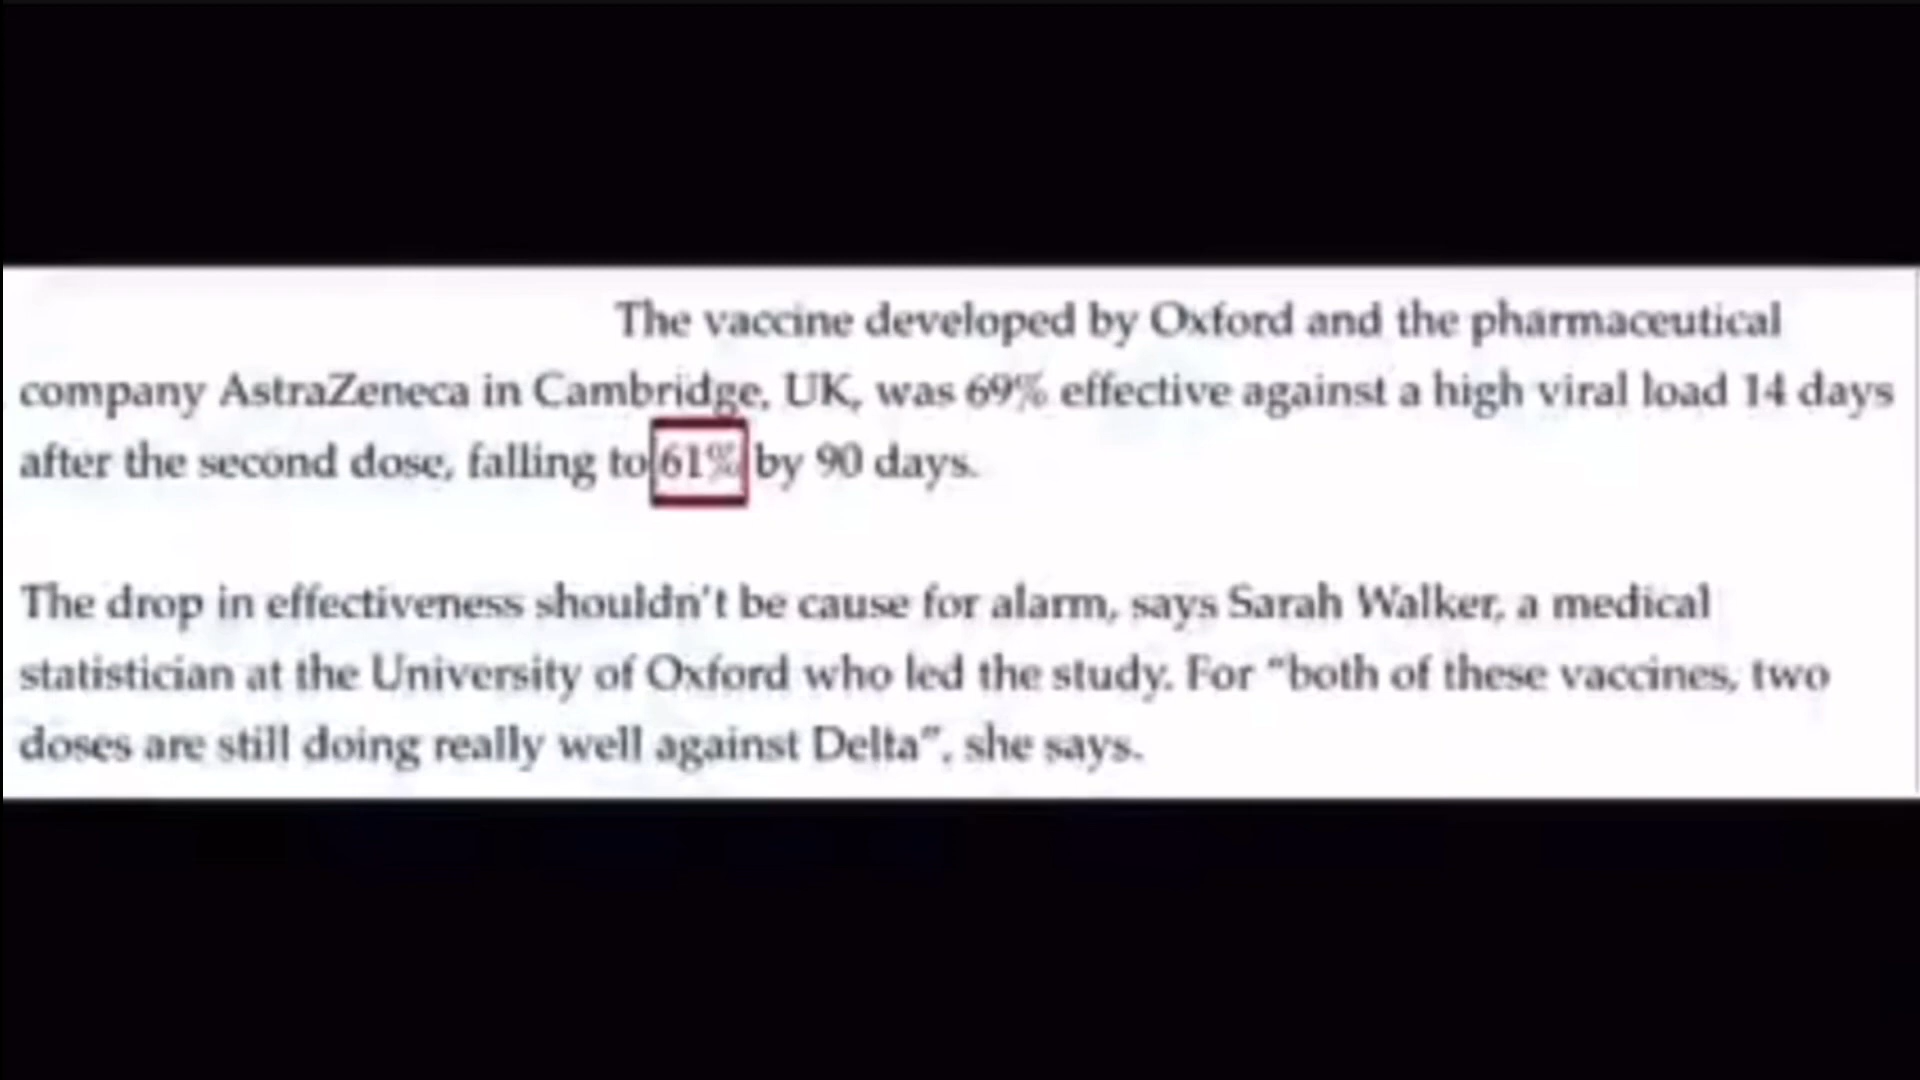 The vaccine developed by Oxford and the pharmaceutical
company AstraZeneca in Cambridge, UK, was 69% effective against a high viral load 14 days
after the second dose, falling to 61% by 90 days.
The drop in effectiveness shouldn't be cause for alarm, says Sarah Walker, a medical
statistician at the University of Oxford who led the study. For “both of these vaccines, two
doses are still doing really well against Delta”, she says.